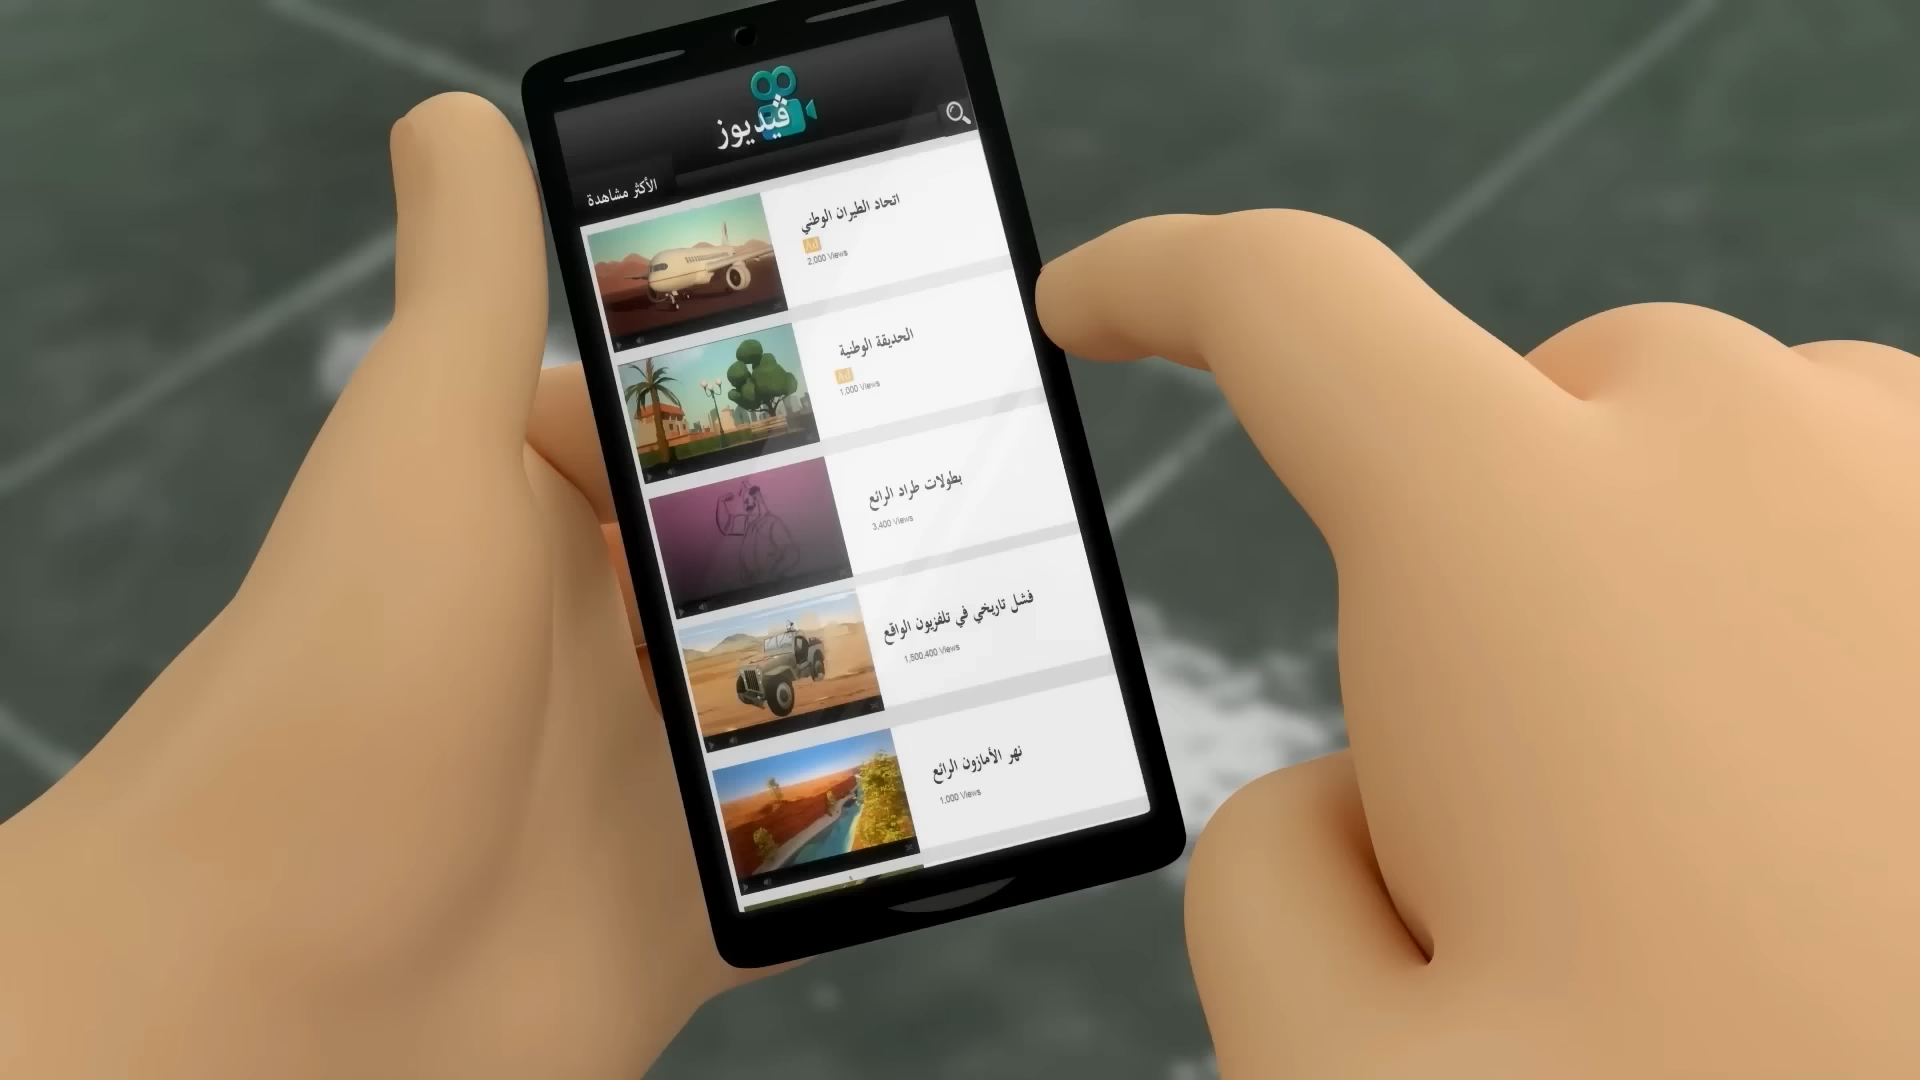 ڤيديوز
الأكثر مشاهدة
اتحاد الطيران الوطني
Ad
2,000 Views
الحديقة الوطنية
Ad
1,000 Views
بطولات طراد الرائع
3,400 Views
فشل تاريخي في تلفزيون الواقع
1,500,400 Views
نهر الأمازون الرائع
1,000 Views